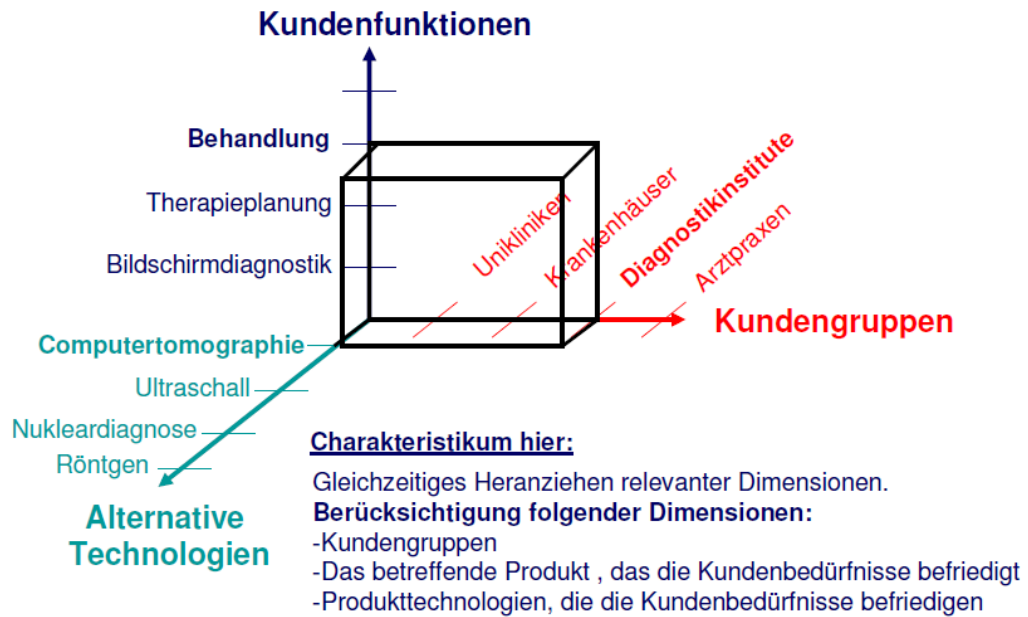 Kundenfunktionen
Behandlung
Therapieplanung
Bildschirmdiagnostik
Unikliniken
Krankenhäuser
Diagnostikinstitute
Arztpraxen
Kundengruppen
Computertomographie
Ultraschall
Nukleardiagnose
Röntgen
Alternative
Technologien
Charakteristikum hier:
Gleichzeitiges Heranziehen relevanter Dimensionen.
Berücksichtigung folgender Dimensionen:
-Kundengruppen
-Das betreffende Produkt , das die Kundenbedürfnisse befriedigt
-Produkttechnologien, die die Kundenbedürfnisse befriedigen